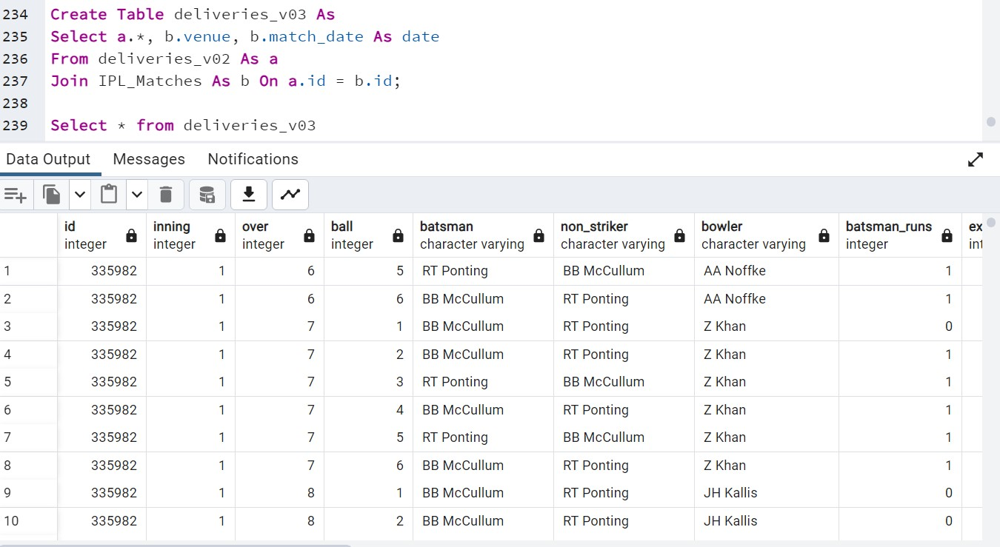 234 Create Table deliveries_v03 As
235 Select a.*, b.venue, b.match_date As date
236 From deliveries_v02 As a
237 Join IPL_Matches As b On a.id = b.id;
238
239 Select * from deliveries_v03
Data Output Messages Notifications
id inning over ball batsman non_striker bowler batsman_runs ex
integer integer integer integer character varying character varying character varying integer int
1 335982 1 6 5 RT Ponting BB McCullum AA Noffke 1
2 335982 1 6 6 BB McCullum RT Ponting AA Noffke 1
3 335982 1 7 1 BB McCullum RT Ponting Z Khan 0
4 335982 1 7 2 BB McCullum RT Ponting Z Khan 1
5 335982 1 7 3 RT Ponting BB McCullum Z Khan 1
6 335982 1 7 4 BB McCullum RT Ponting Z Khan 1
7 335982 1 7 5 RT Ponting BB McCullum Z Khan 1
8 335982 1 7 6 BB McCullum RT Ponting Z Khan 1
9 335982 1 8 1 BB McCullum RT Ponting JH Kallis 0
10 335982 1 8 2 BB McCullum RT Ponting JH Kallis 0